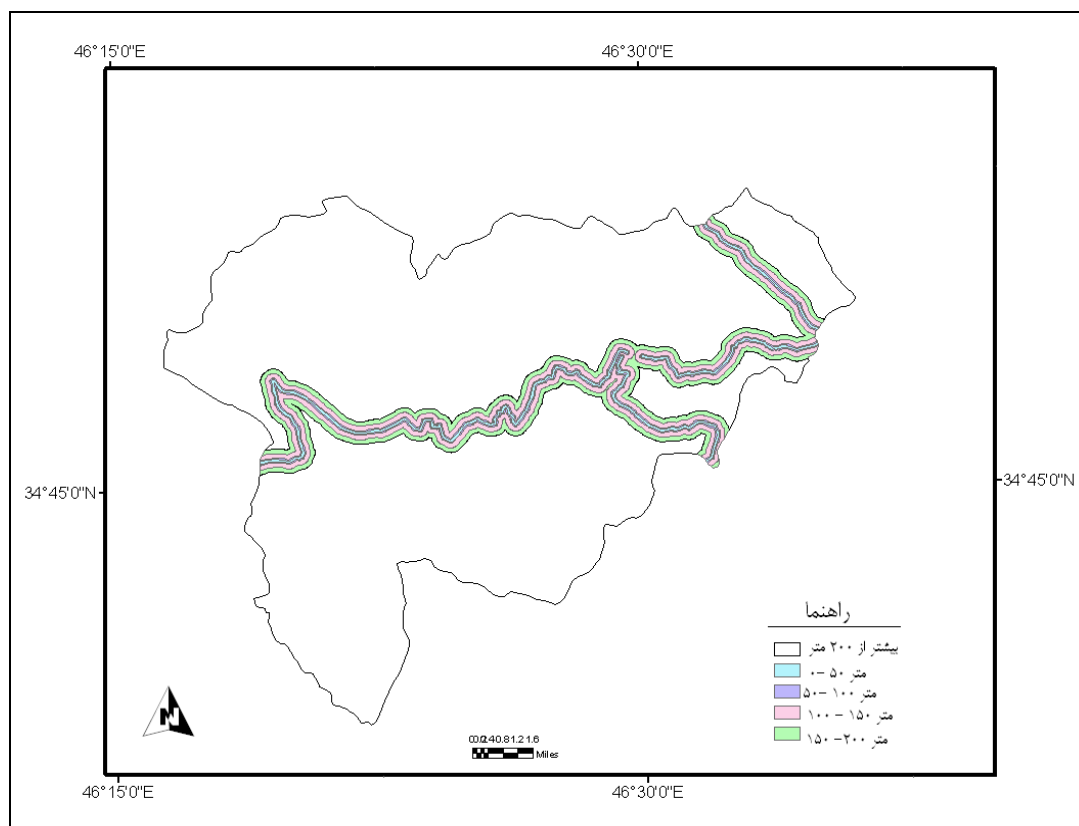 46°15'0"E 46°30'0"E
34°45'0"N 34°45'0"N
راهنما
بیشتر از ۲۰۰ متر
۰- ۵۰ متر
۵۰- ۱۰۰ متر
۱۰۰ - ۱۵۰ متر
۱۵۰ -۲۰۰ متر
N
Miles
46°15'0"E 46°30'0"E